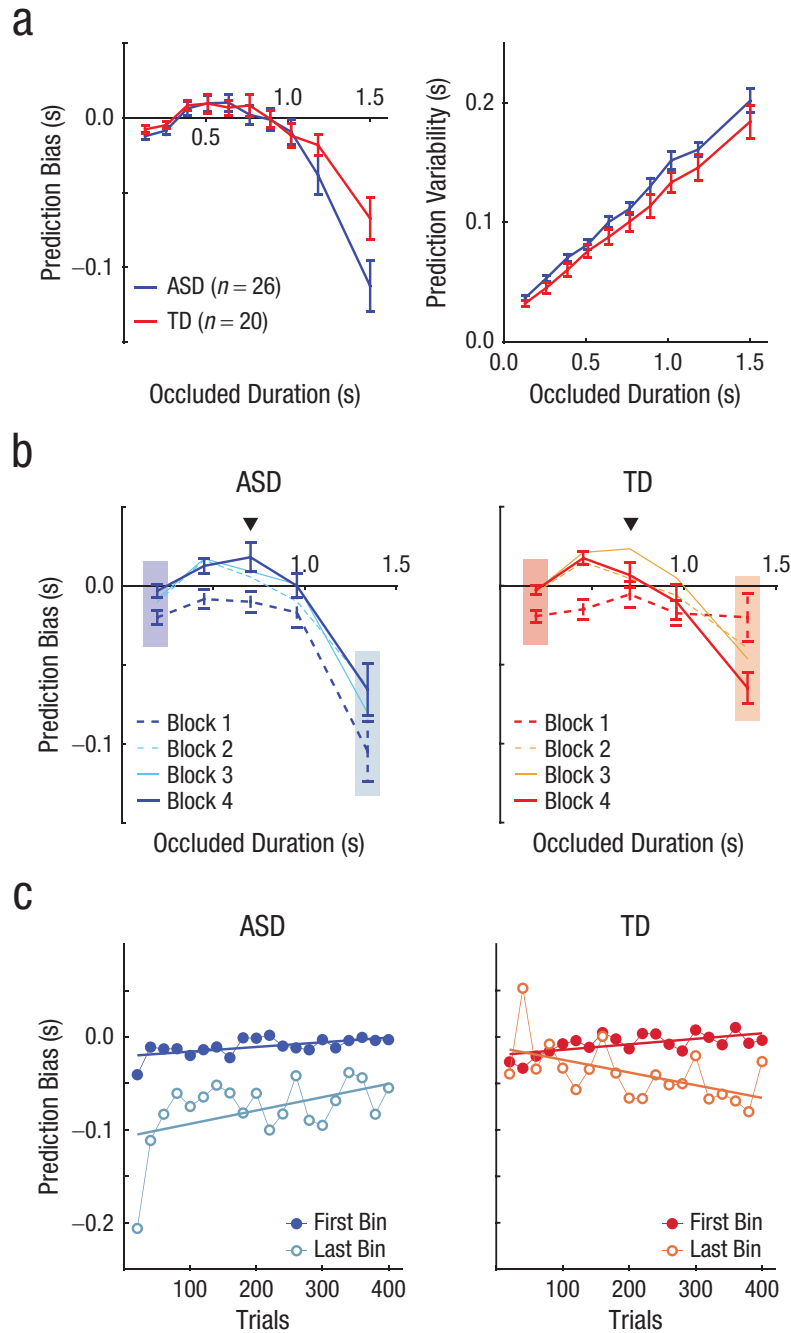 a
Prediction Bias (s)
0.0
−0.1
0.5
1.0
1.5
ASD (n = 26)
TD (n = 20)
Occluded Duration (s)
Prediction Variability (s)
0.2
0.1
0.0
0.0 0.5 1.0 1.5
Occluded Duration (s)
b
ASD
Prediction Bias (s)
0.0
−0.1
1.0
1.5
Block 1
Block 2
Block 3
Block 4
Occluded Duration (s)
TD
1.0
1.5
Block 1
Block 2
Block 3
Block 4
Occluded Duration (s)
c
ASD
Prediction Bias (s)
0.0
−0.1
−0.2
First Bin
Last Bin
100 200 300 400
Trials
TD
First Bin
Last Bin
100 200 300 400
Trials